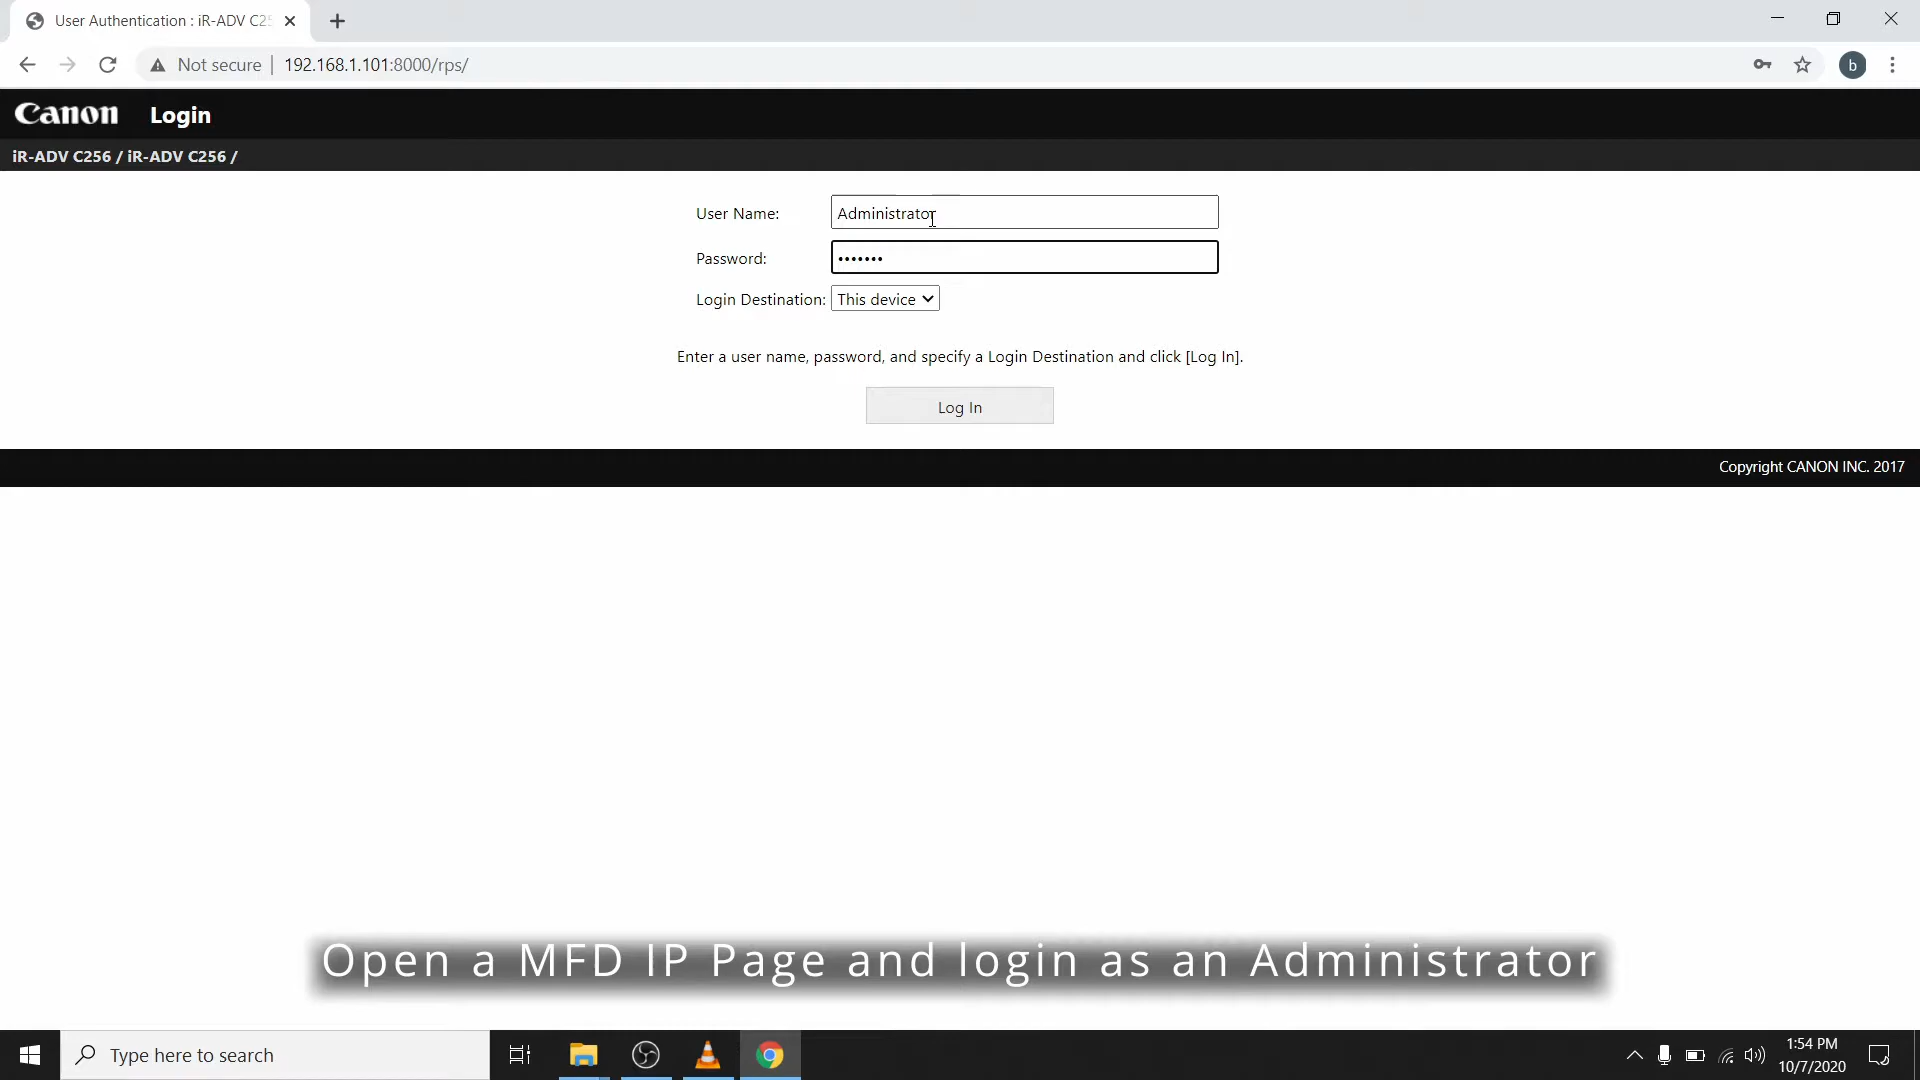 User Authentication : iR-ADV C25
Not secure | 192.168.1.101:8000/rps/
b
Canon Login
iR-ADV C256 / iR-ADV C256 /
User Name: Administrator
Password: •••••••
Login Destination: This device
Enter a user name, password, and specify a Login Destination and click [Log In].
Log In
Copyright CANON INC. 2017
Open a MFD IP Page and login as an Administrator
Type here to search
1:54 PM
10/7/2020